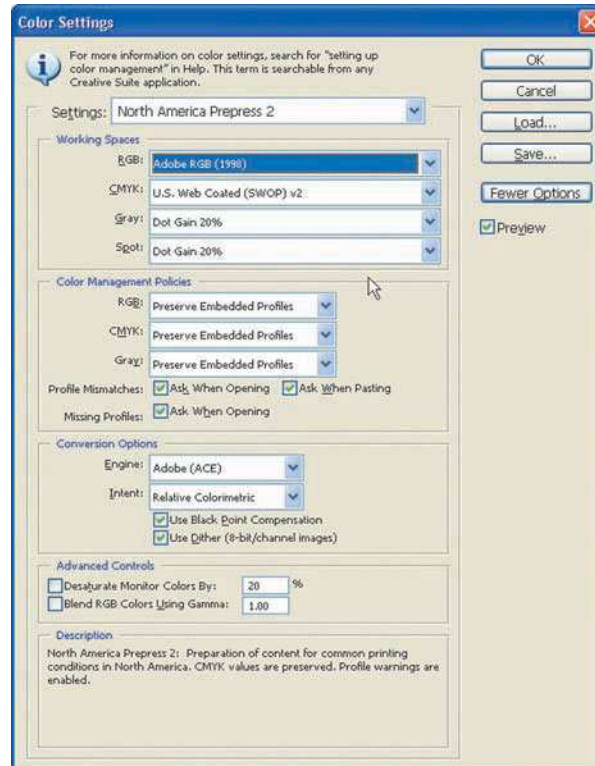 Color Settings
For more information on color settings, search for "setting up
color management" in Help. This term is searchable from any
Creative Suite application.
Settings: North America Prepress 2
Working Spaces
RGB: Adobe RGB (1998)
CMYK: U.S. Web Coated (SWOP) v2
Gray: Dot Gain 20%
Spot: Dot Gain 20%
Color Management Policies
RGB: Preserve Embedded Profiles
CMYK: Preserve Embedded Profiles
Gray: Preserve Embedded Profiles
Profile Mismatches: Ask When Opening Ask When Pasting
Missing Profiles: Ask When Opening
Conversion Options
Engine: Adobe (ACE)
Intent: Relative Colorimetric
Use Black Point Compensation
Use Dither (8-bit/channel images)
Advanced Controls
Desaturate Monitor Colors By: 20 %
Blend RGB Colors Using Gamma: 1.00
Description
North America Prepress 2: Preparation of content for common printing
conditions in North America. CMYK values are preserved. Profile warnings are
enabled.
OK
Cancel
Load...
Save...
Fewer Options
Preview